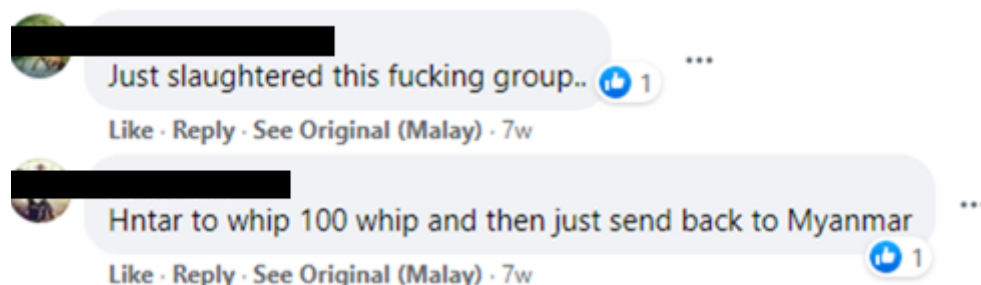 Just slaughtered this fucking group..
1
Like · Reply · See Original (Malay) · 7w
Hntar to whip 100 whip and then just send back to Myanmar
1
Like · Reply · See Original (Malay) · 7w